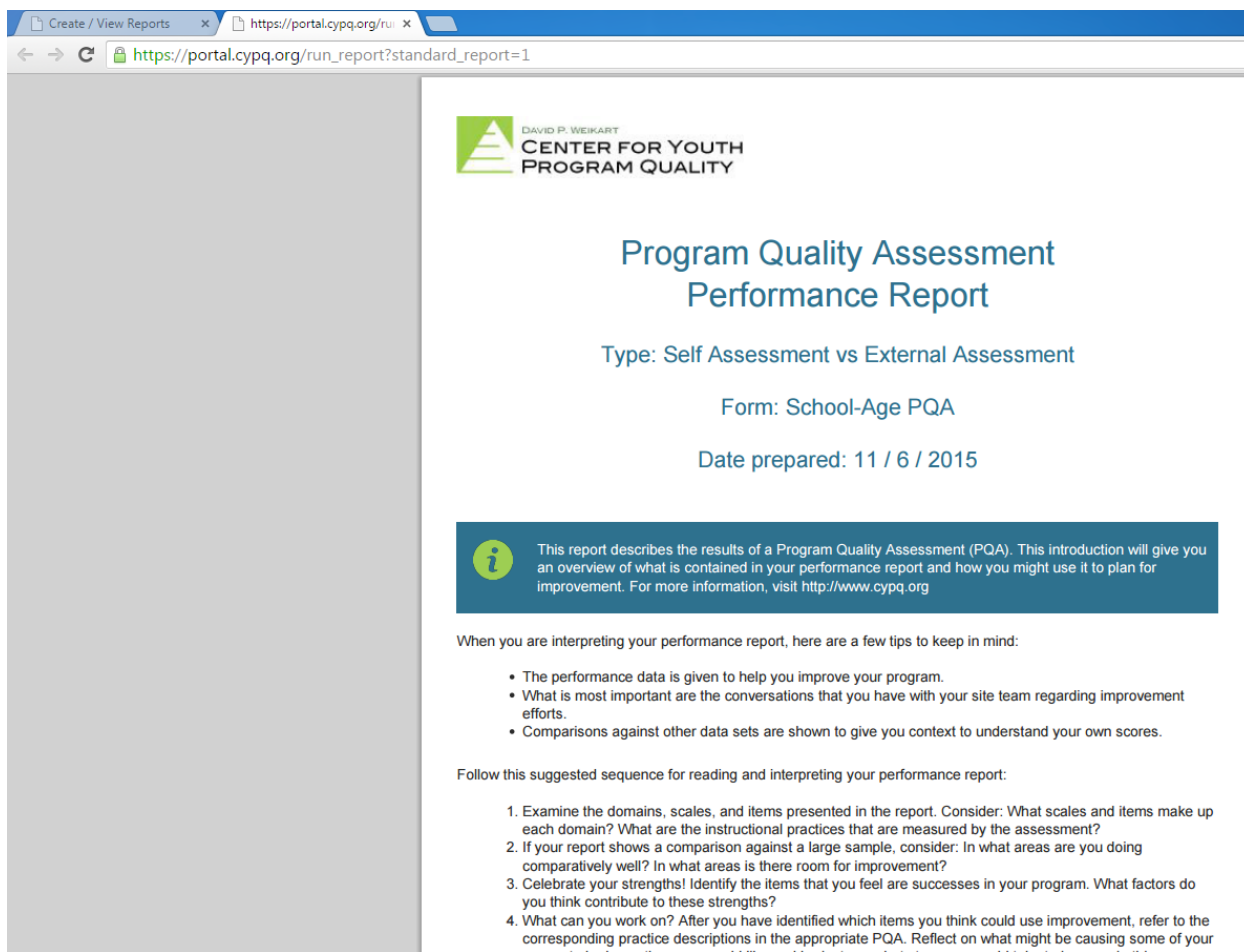 Create / View Reports
https://portal.cypq.org/ru
https://portal.cypq.org/run_report?standard_report=1
DAVID P. WEIKART
CENTER FOR YOUTH
PROGRAM QUALITY
Program Quality Assessment
Performance Report
Type: Self Assessment vs External Assessment
Form: School-Age PQA
Date prepared: 11 / 6 / 2015
This report describes the results of a Program Quality Assessment (PQA). This introduction will give you
an overview of what is contained in your performance report and how you might use it to plan for
improvement. For more information, visit http://www.cypq.org
When you are interpreting your performance report, here are a few tips to keep in mind:
• The performance data is given to help you improve your program.
• What is most important are the conversations that you have with your site team regarding improvement
efforts.
• Comparisons against other data sets are shown to give you context to understand your own scores.
Follow this suggested sequence for reading and interpreting your performance report:
1. Examine the domains, scales, and items presented in the report. Consider: What scales and items make up
each domain? What are the instructional practices that are measured by the assessment?
2. If your report shows a comparison against a large sample, consider: In what areas are you doing
comparatively well? In what areas is there room for improvement?
3. Celebrate your strengths! Identify the items that you feel are successes in your program. What factors do
you think contribute to these strengths?
4. What can you work on? After you have identified which items you think could use improvement, refer to the
corresponding practice descriptions in the appropriate PQA. Reflect on what might be causing some of your